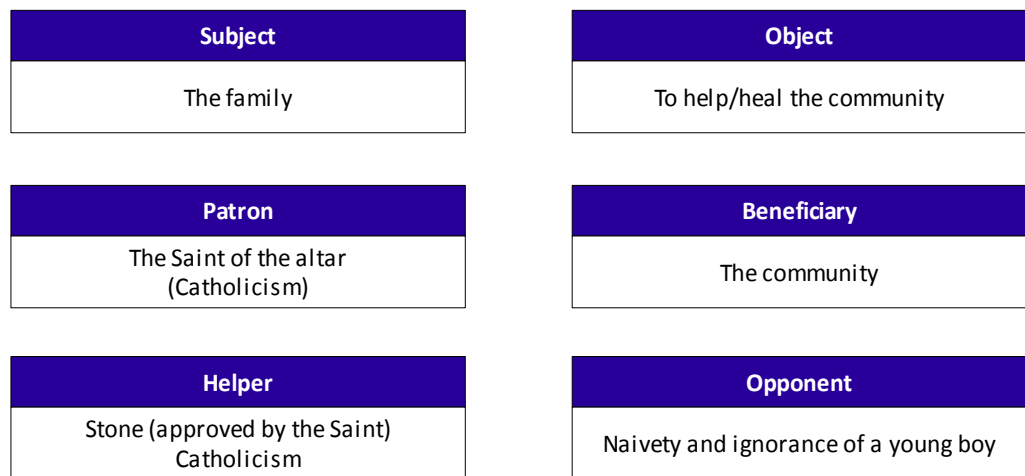 Subject
The family
Object
To help/heal the community
Patron
The Saint of the altar
(Catholicism)
Beneficiary
The community
Helper
Stone (approved by the Saint)
Catholicism
Opponent
Naivety and ignorance of a young boy